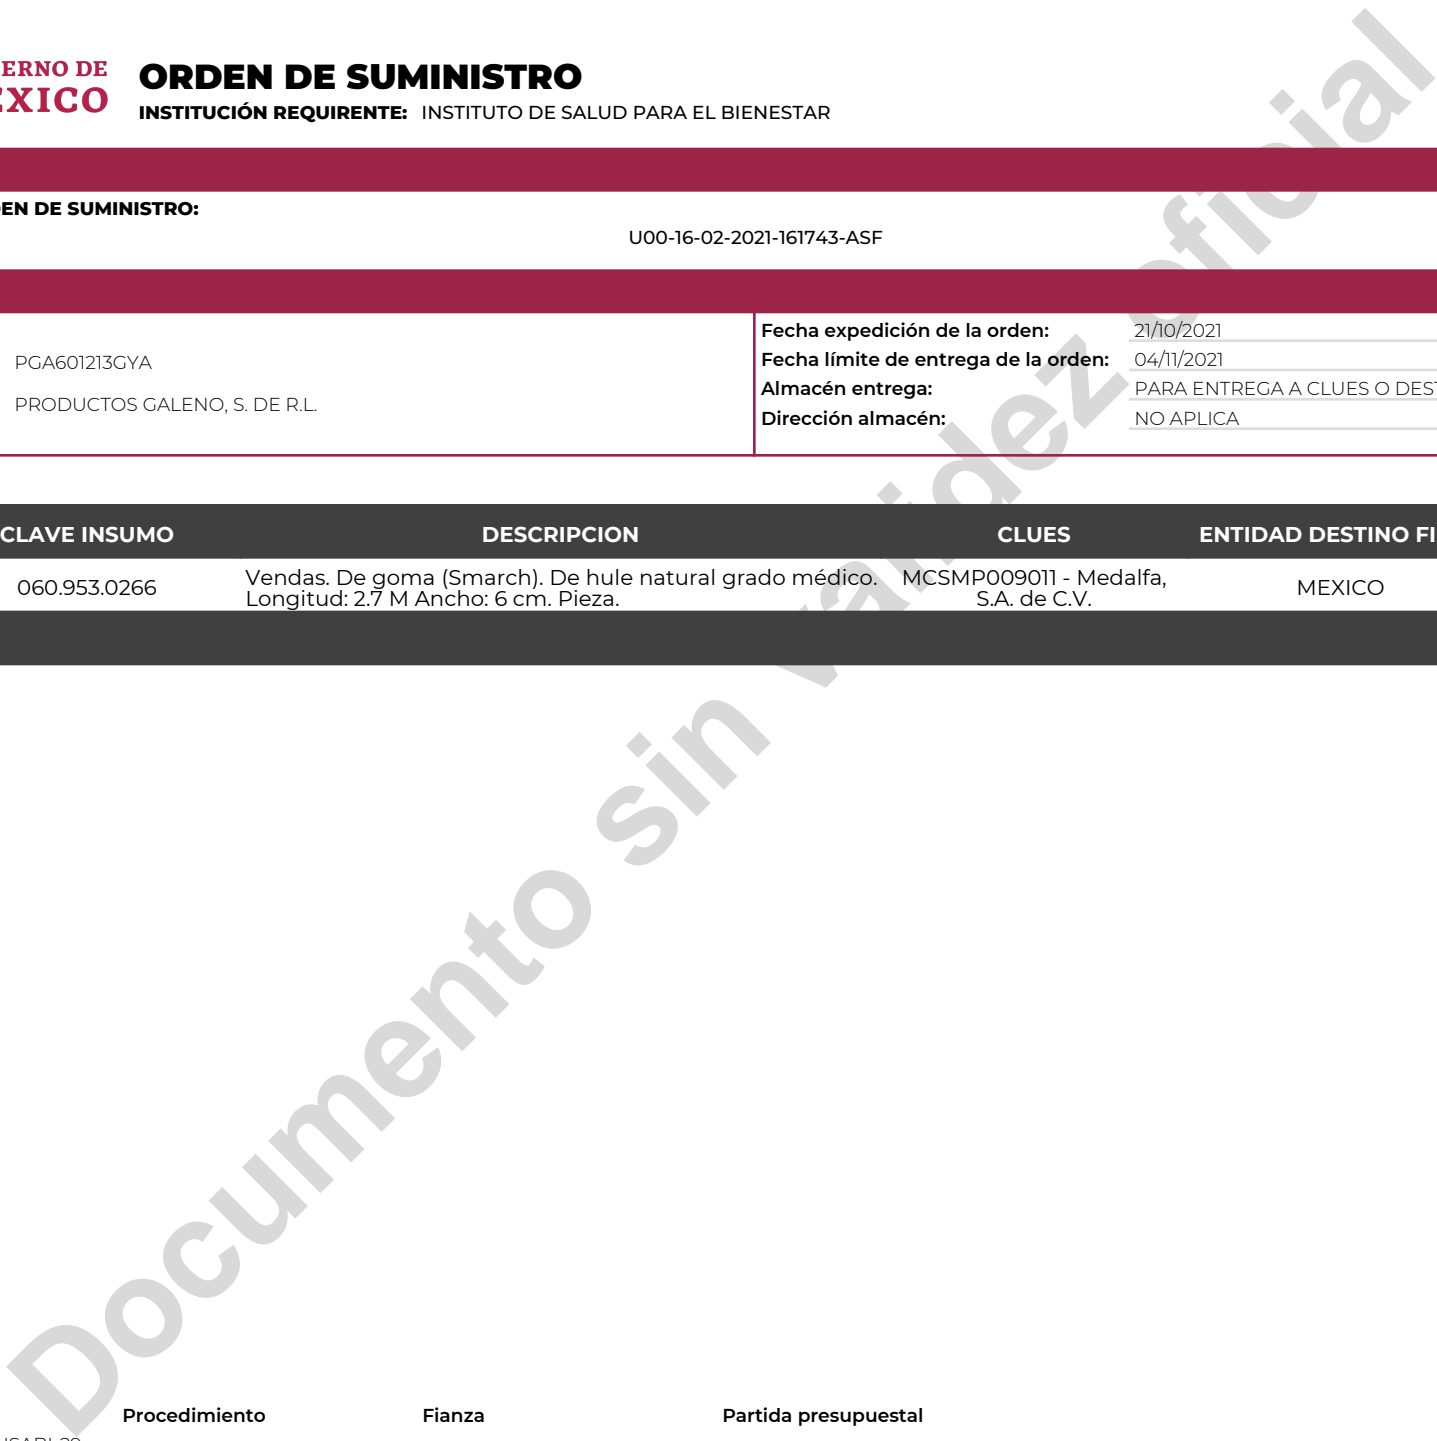 ERNO DE
EXICO
ORDEN DE SUMINISTRO
INSTITUCIÓN REQUIRENTE: INSTITUTO DE SALUD PARA EL BIENESTAR
EN DE SUMINISTRO:
U00-16-02-2021-161743-ASF
PGA601213GYA
PRODUCTOS GALENO, S. DE R.L.
Fecha expedición de la orden: 21/10/2021
Fecha límite de entrega de la orden: 04/11/2021
Almacén entrega: PARA ENTREGA A CLUES O DEST
Dirección almacén: NO APLICA
CLAVE INSUMO DESCRIPCION CLUES ENTIDAD DESTINO FI
060.953.0266 Vendas. De goma (Smarch). De hule natural grado médico. Longitud: 2.7 M Ancho: 6 cm. Pieza. MCSMP009011 - Medalfa, S.A. de C.V. MEXICO
Documento sin validez oficial
Procedimiento Fianza Partida presupuestal